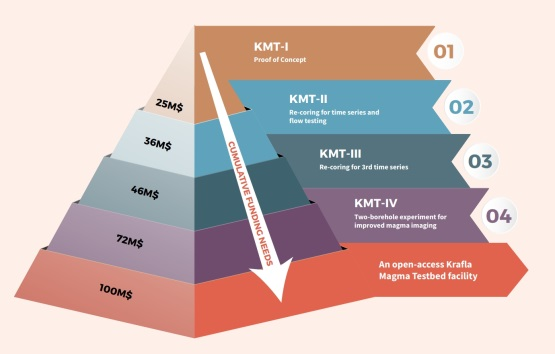 KMT-I
Proof of Concept
01
25M$
KMT-II
Re-coring for time series and
flow testing
02
36M$
KMT-III
Re-coring for 3rd time series
03
46M$
KMT-IV
Two-borehole experiment for
improved magma imaging
04
72M$
An open-access Krafla
Magma Testbed facility
100M$
CUMULATIVE FUNDING NEEDS